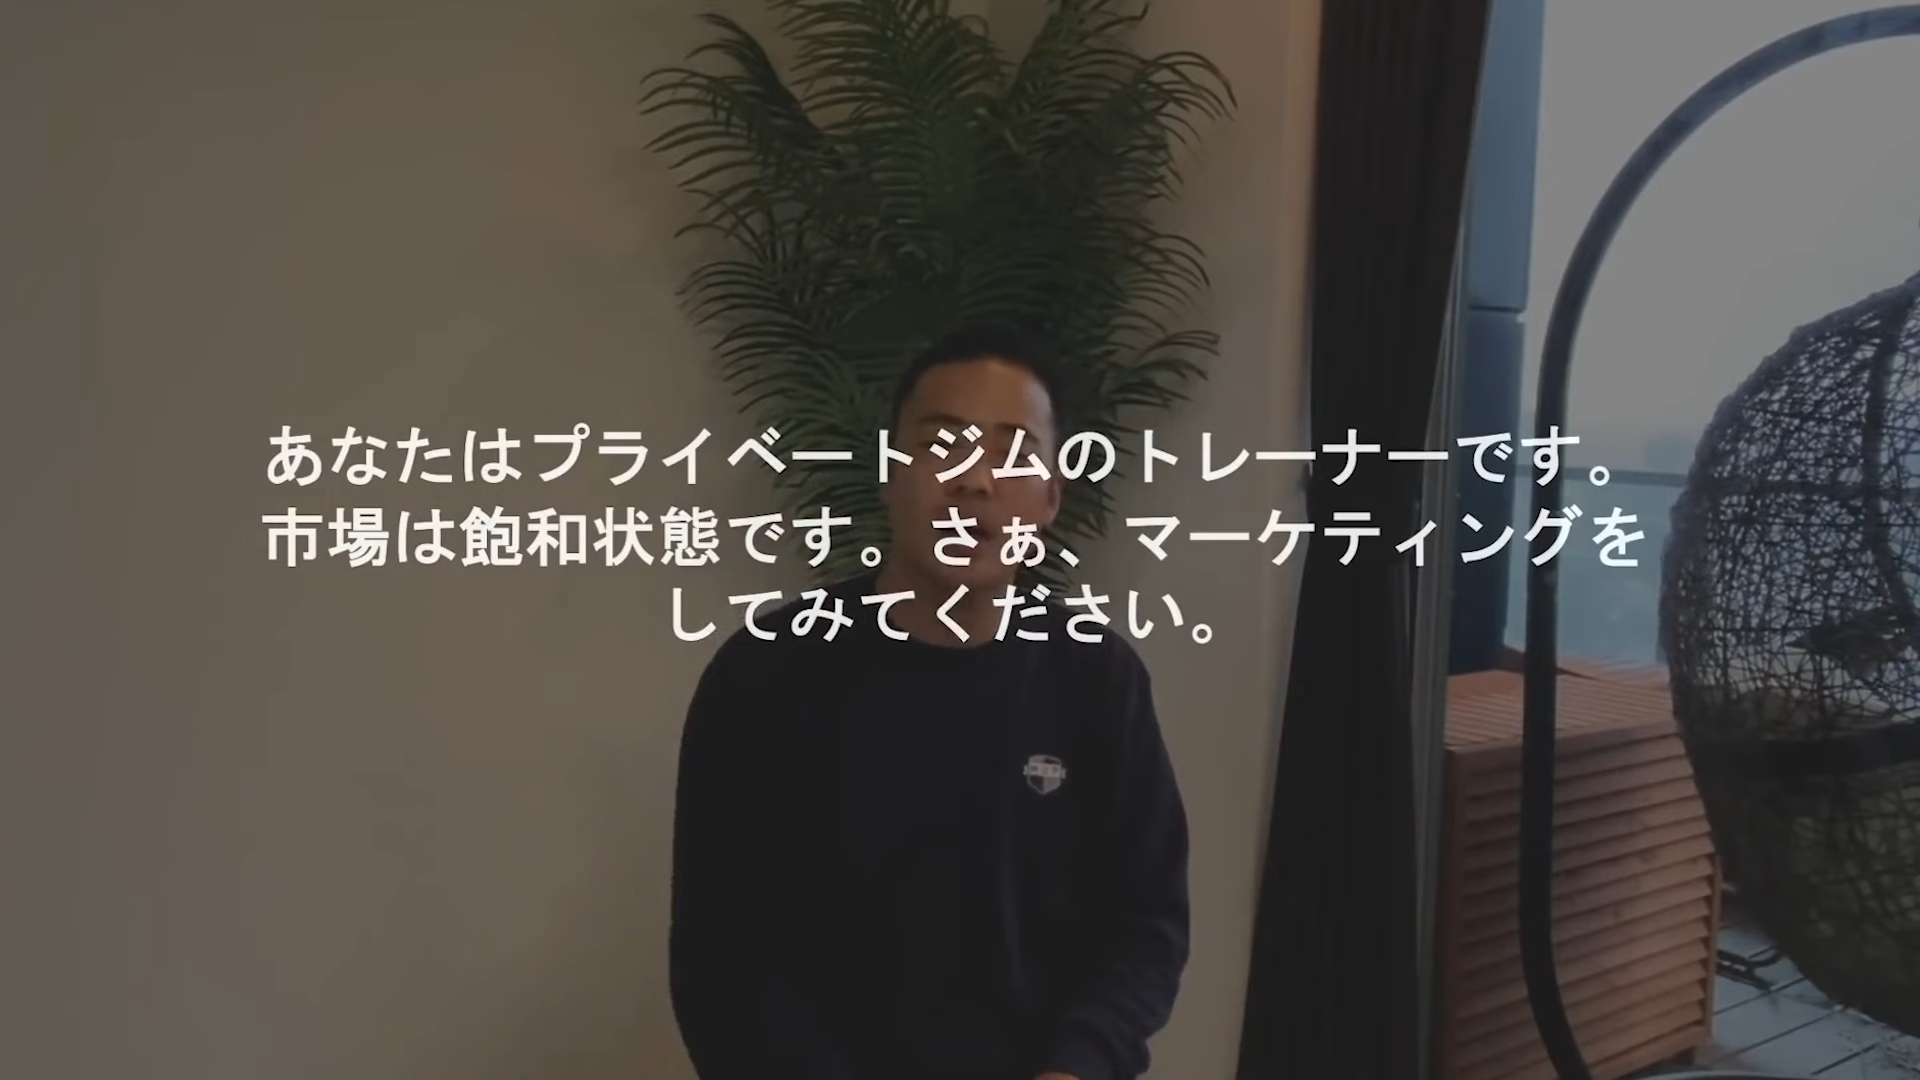 あなたはプライベートジムのトレーナーです。
市場は飽和状態です。さぁ、マーケティングを
してみてください。